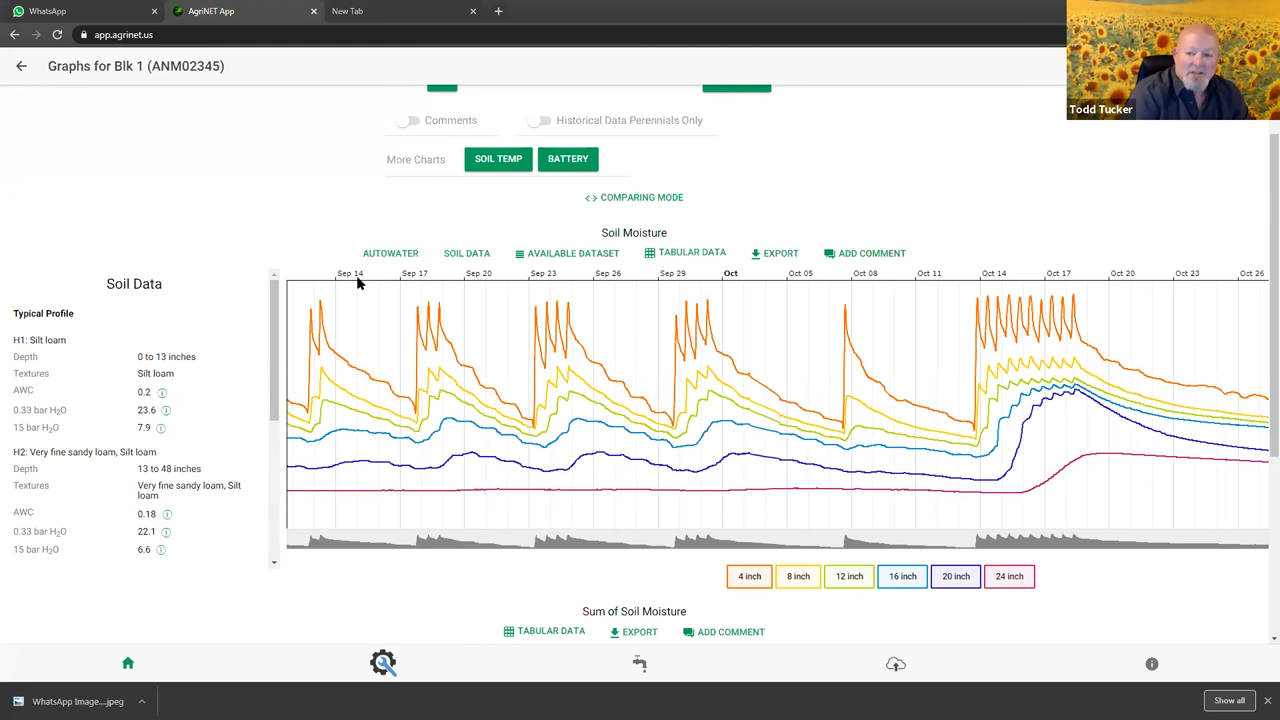 WhatsApp
AgriNET App
New Tab
app.agrinet.us
Graphs for Blk 1 (ANM02345)
Todd Tucker
Comments
Historical Data Perennials Only
More Charts
SOIL TEMP
BATTERY
COMPARING MODE
Soil Moisture
AUTOWATER
SOIL DATA
AVAILABLE DATASET
TABULAR DATA
EXPORT
ADD COMMENT
Sep 14 Sep 17 Sep 20 Sep 23 Sep 26 Sep 29 Oct Oct 05 Oct 08 Oct 11 Oct 14 Oct 17 Oct 20 Oct 23 Oct 26
Soil Data
Typical Profile
H1: Silt loam
Depth 0 to 13 inches
Textures Silt loam
AWC 0.2
0.33 bar H2O 23.6
15 bar H2O 7.9
H2: Very fine sandy loam, Silt loam
Depth 13 to 48 inches
Textures Very fine sandy loam, Silt
loam
AWC 0.18
0.33 bar H2O 22.1
15 bar H2O 6.6
4 inch 8 inch 12 inch 16 inch 20 inch 24 inch
Sum of Soil Moisture
TABULAR DATA
EXPORT
ADD COMMENT
WhatsApp Image....jpeg
Show all